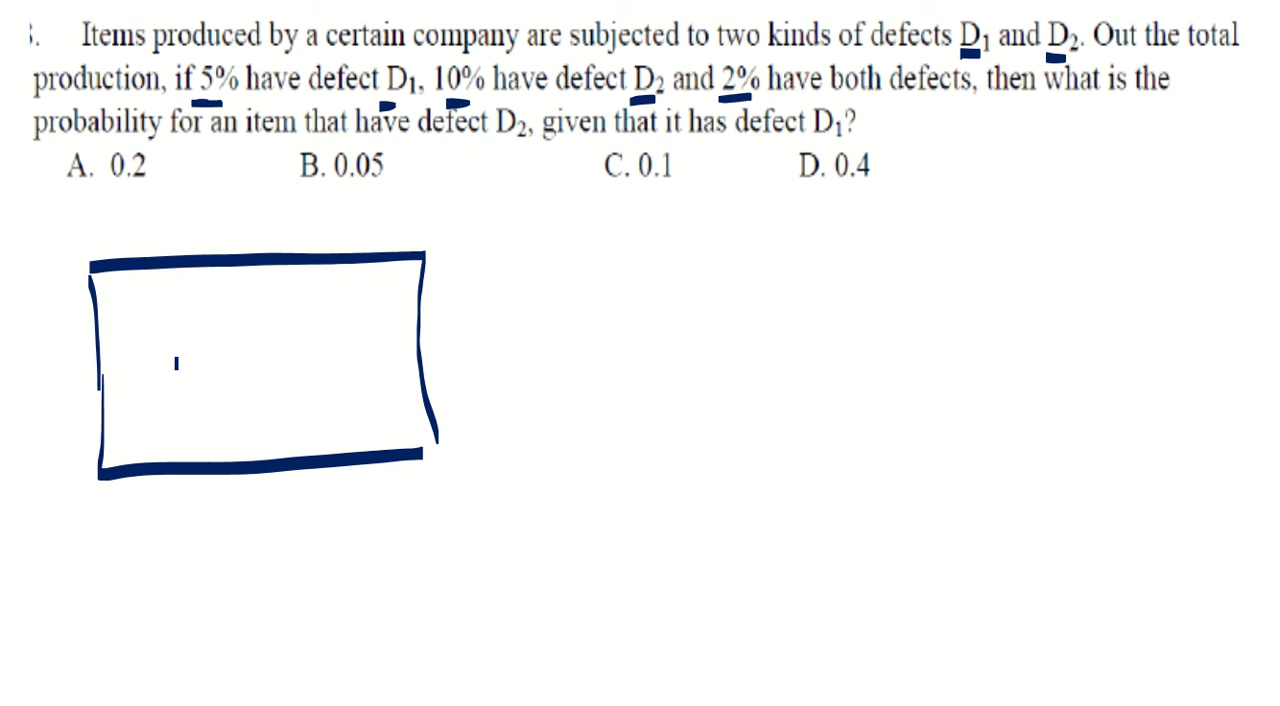 . Items produced by a certain company are subjected to two kinds of defects D₁ and D₂. Out the total
production, if 5% have defect D₁, 10% have defect D₂ and 2% have both defects, then what is the
probability for an item that have defect D₂, given that it has defect D₁?
A. 0.2 B. 0.05 C. 0.1 D. 0.4